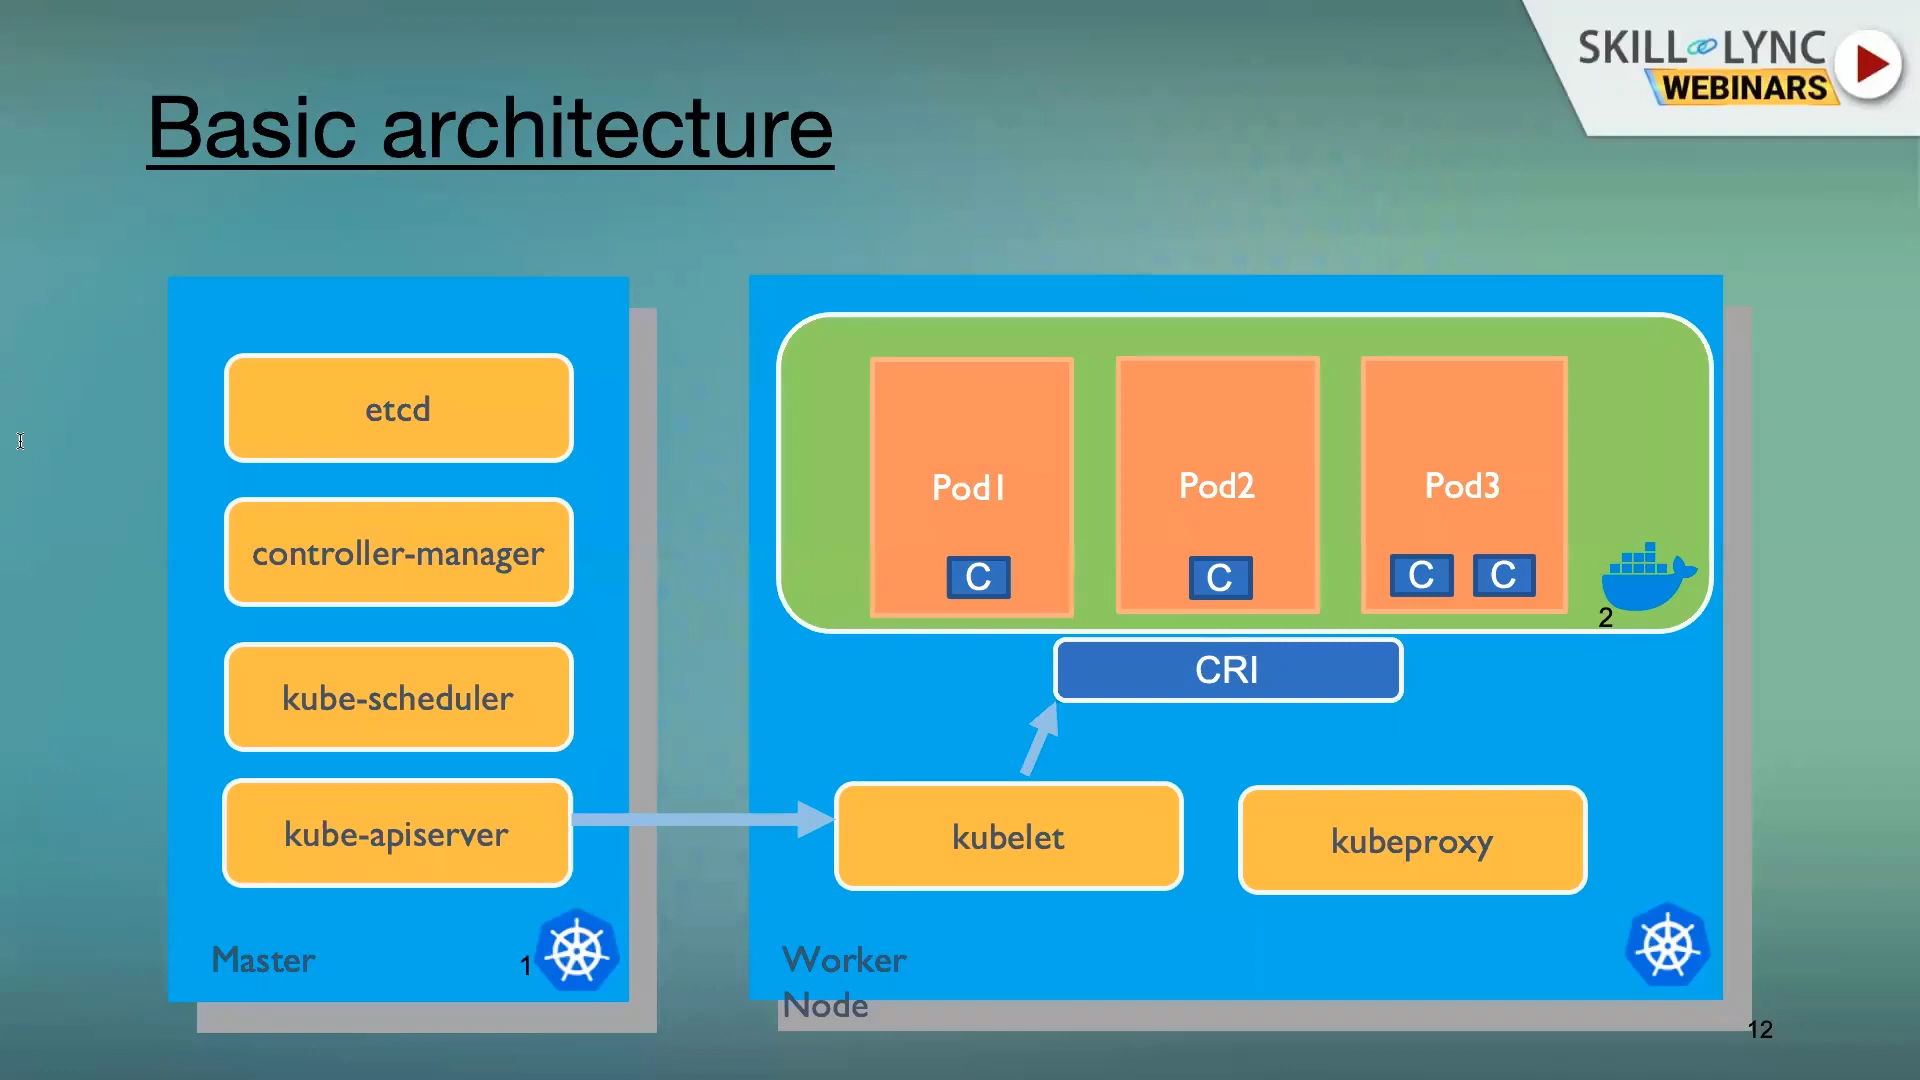 SKILL LYNC
WEBINARS
Basic architecture
etcd
controller-manager
kube-scheduler
kube-apiserver
Master
1
Pod1
Pod2
Pod3
C
C
C
C
2
CRI
kubelet
kubeproxy
Worker
Node
12